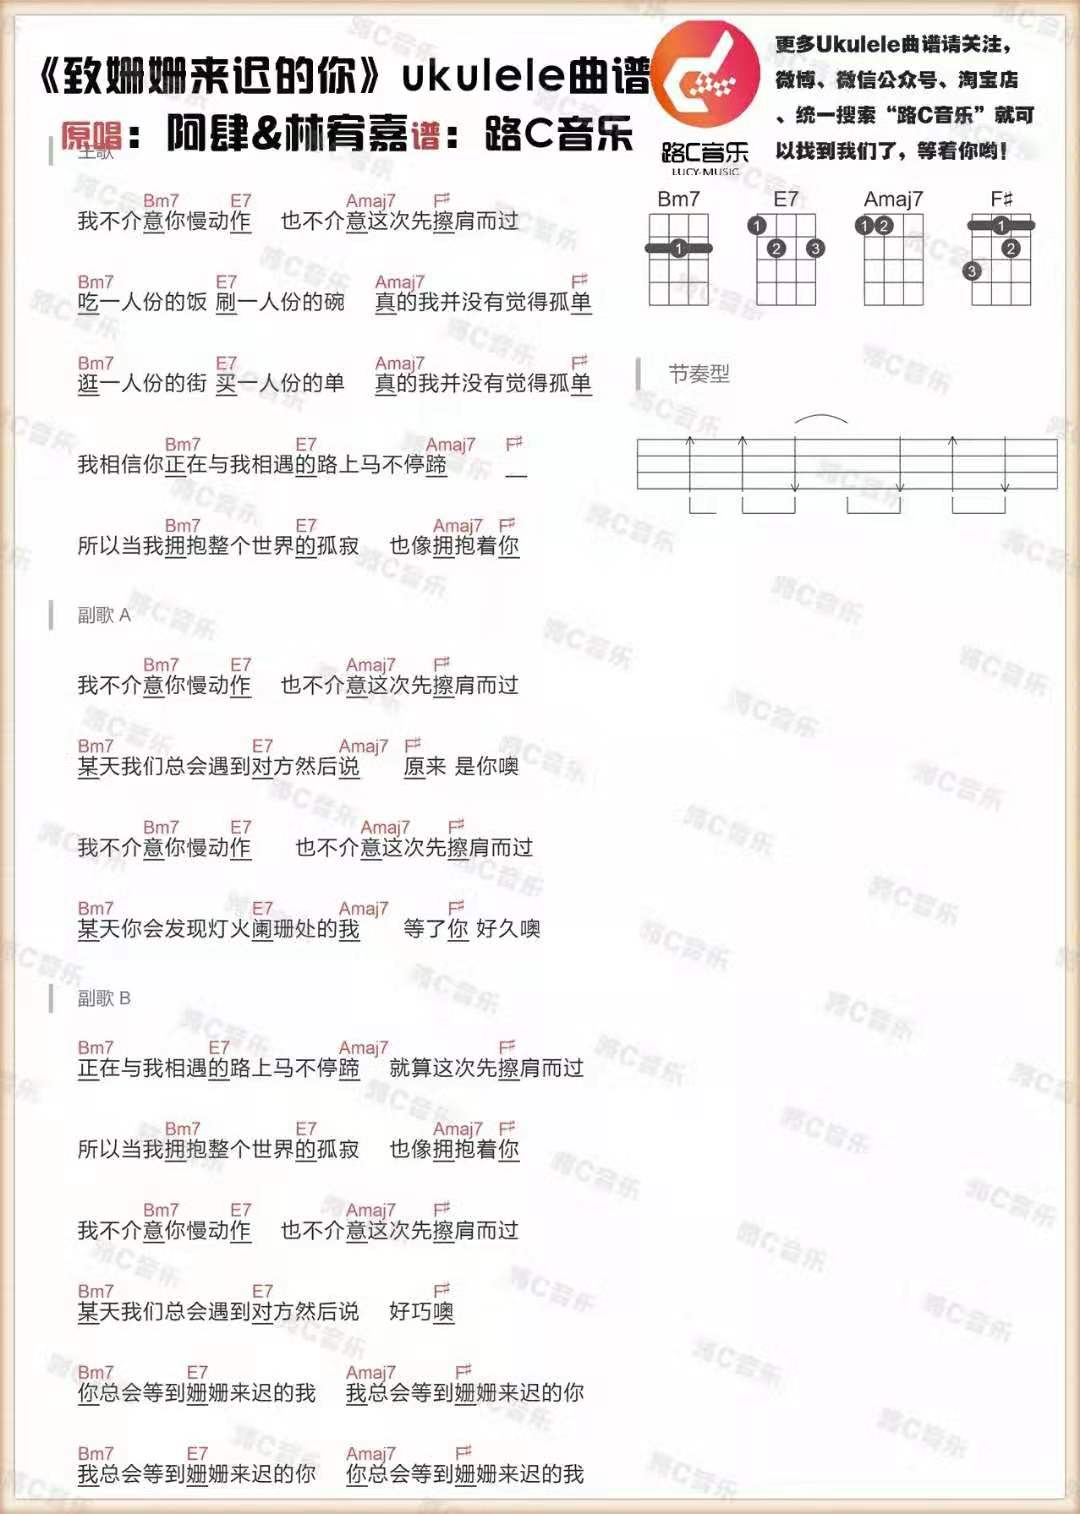 《致姗姗来迟的你》ukulele曲谱
原唱：阿肆&林宥嘉谱：路C音乐
路C音乐
LUCY·MUSIC
更多Ukulele曲谱请关注，
微博、微信公众号、淘宝店
、统一搜索“路C音乐”就可
以找到我们了，等着你哟！
主歌
Bm7 E7 Amaj7 F♯
Bm7 E7 Amaj7 F♯
我不介意你慢动作 也不介意这次先擦肩而过
1 1 2 3 1 2 1 2 3
Bm7 E7 Amaj7 F♯
吃一人份的饭 刷一人份的碗 真的我并没有觉得孤单
Bm7 E7 Amaj7 F♯
逛一人份的街 买一人份的单 真的我并没有觉得孤单
节奏型
Bm7 E7 Amaj7 F♯
我相信你正在与我相遇的路上马不停蹄
Bm7 E7 Amaj7 F♯
所以当我拥抱整个世界的孤寂 也像拥抱着你
副歌 A
Bm7 E7 Amaj7 F♯
我不介意你慢动作 也不介意这次先擦肩而过
Bm7 E7 Amaj7 F♯
某天我们总会遇到对方然后说 原来 是你噢
Bm7 E7 Amaj7 F♯
我不介意你慢动作 也不介意这次先擦肩而过
Bm7 E7 Amaj7 F♯
某天你会发现灯火阑珊处的我 等了你 好久噢
副歌 B
Bm7 E7 Amaj7 F♯
正在与我相遇的路上马不停蹄 就算这次先擦肩而过
Bm7 E7 Amaj7 F♯
所以当我拥抱整个世界的孤寂 也像拥抱着你
Bm7 E7 Amaj7 F♯
我不介意你慢动作 也不介意这次先擦肩而过
Bm7 E7 F♯
某天我们总会遇到对方然后说 好巧噢
Bm7 E7 Amaj7 F♯
你总会等到姗姗来迟的我 我总会等到姗姗来迟的你
Bm7 E7 Amaj7 F♯
我总会等到姗姗来迟的你 你总会等到姗姗来迟的我